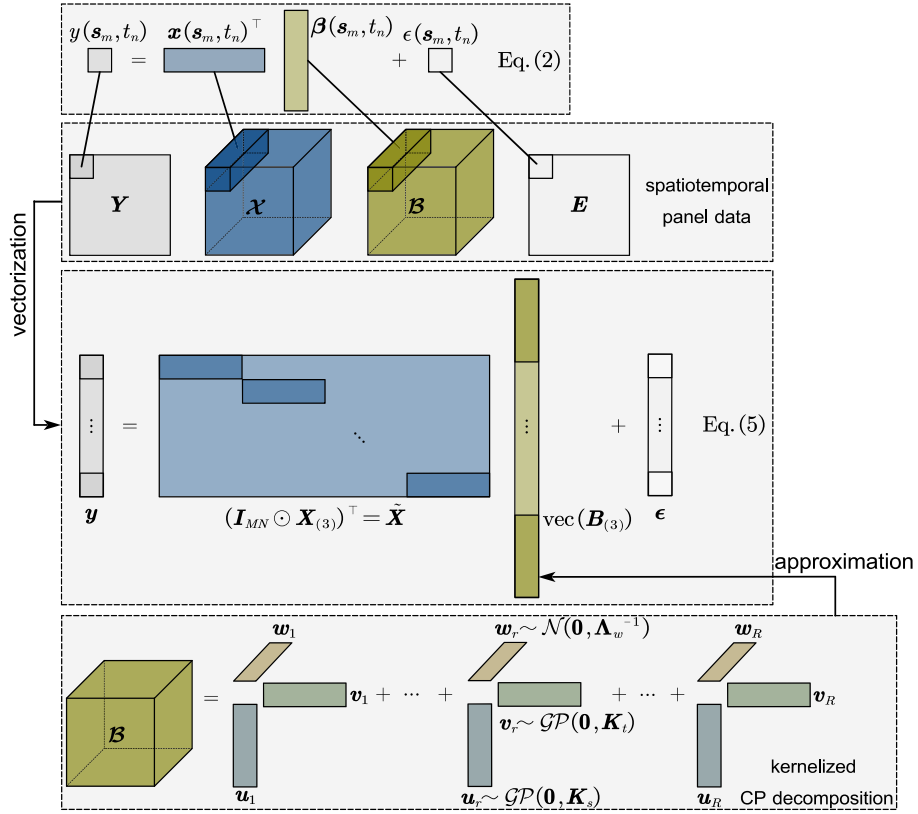 y(s_m, t_n) = x(s_m, t_n)^⊤ β(s_m, t_n) + ϵ(s_m, t_n) Eq. (2)
Y 𝒳 ℬ E
spatiotemporal
panel data
vectorization
⋮ = ⋱ ⋮ + ⋮ Eq. (5)
y (I_{MN} ⊙ X_{(3)})^⊤ = X̃ vec(B_{(3)}) ϵ
approximation
w_1 w_r ~ 𝒩(0, Λ_w^{-1}) w_R
ℬ = v_1 + ⋯ + + ⋯ + v_R
v_r ~ 𝒢𝒫(0, K_t)
u_1 u_r ~ 𝒢𝒫(0, K_s) u_R
kernelized
CP decomposition